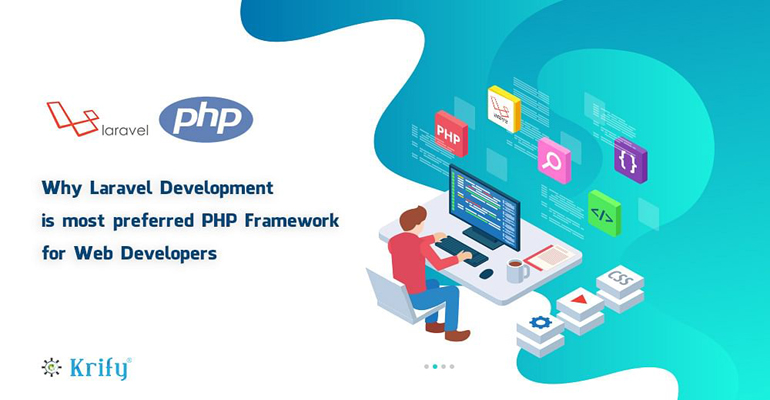 laravel
php
Why Laravel Development
is most preferred PHP Framework
for Web Developers
PHP
</>
{ }
CSS
Krify®